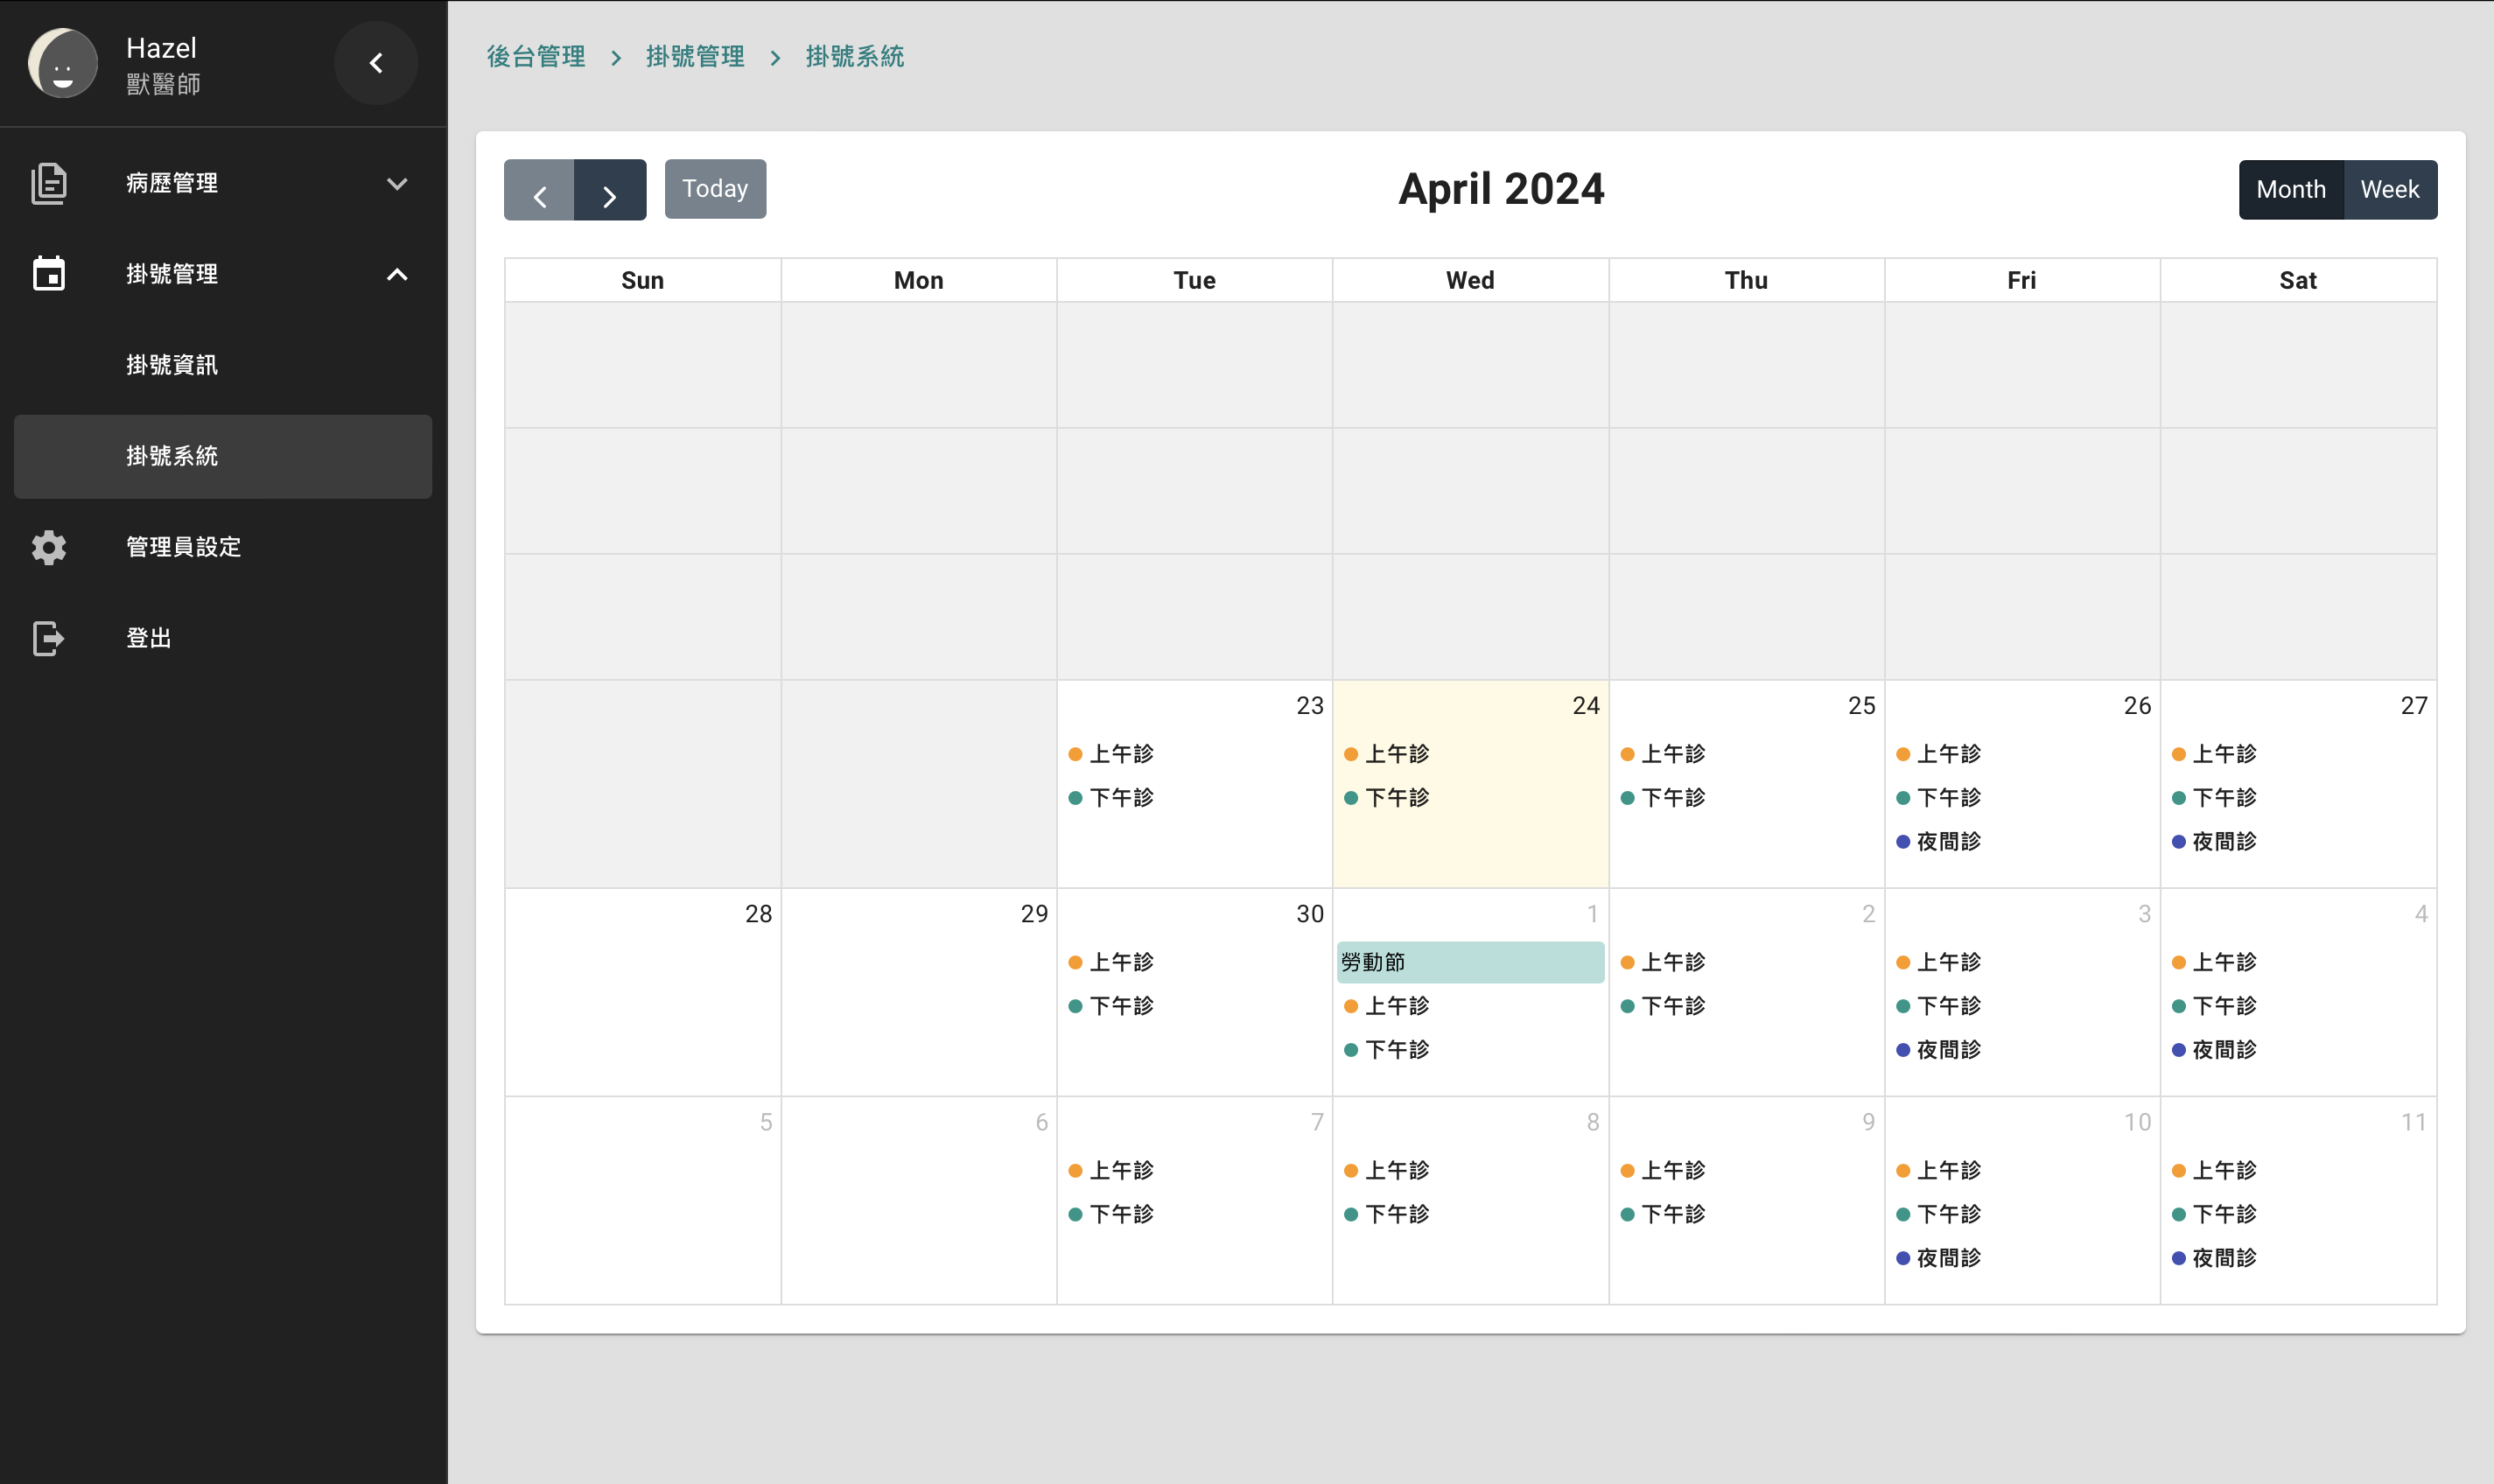 Hazel
獸醫師
病歷管理
掛號管理
掛號資訊
掛號系統
管理員設定
登出
後台管理 > 掛號管理 > 掛號系統
Today
April 2024
Month Week
Sun Mon Tue Wed Thu Fri Sat
23 24 25 26 27
上午診 上午診 上午診 上午診 上午診
下午診 下午診 下午診 下午診 下午診
夜間診 夜間診
28 29 30 1 2 3 4
上午診 勞動節 上午診 上午診 上午診
下午診 上午診 下午診 下午診 下午診
下午診 夜間診 夜間診
5 6 7 8 9 10 11
上午診 上午診 上午診 上午診 上午診
下午診 下午診 下午診 下午診 下午診
夜間診 夜間診